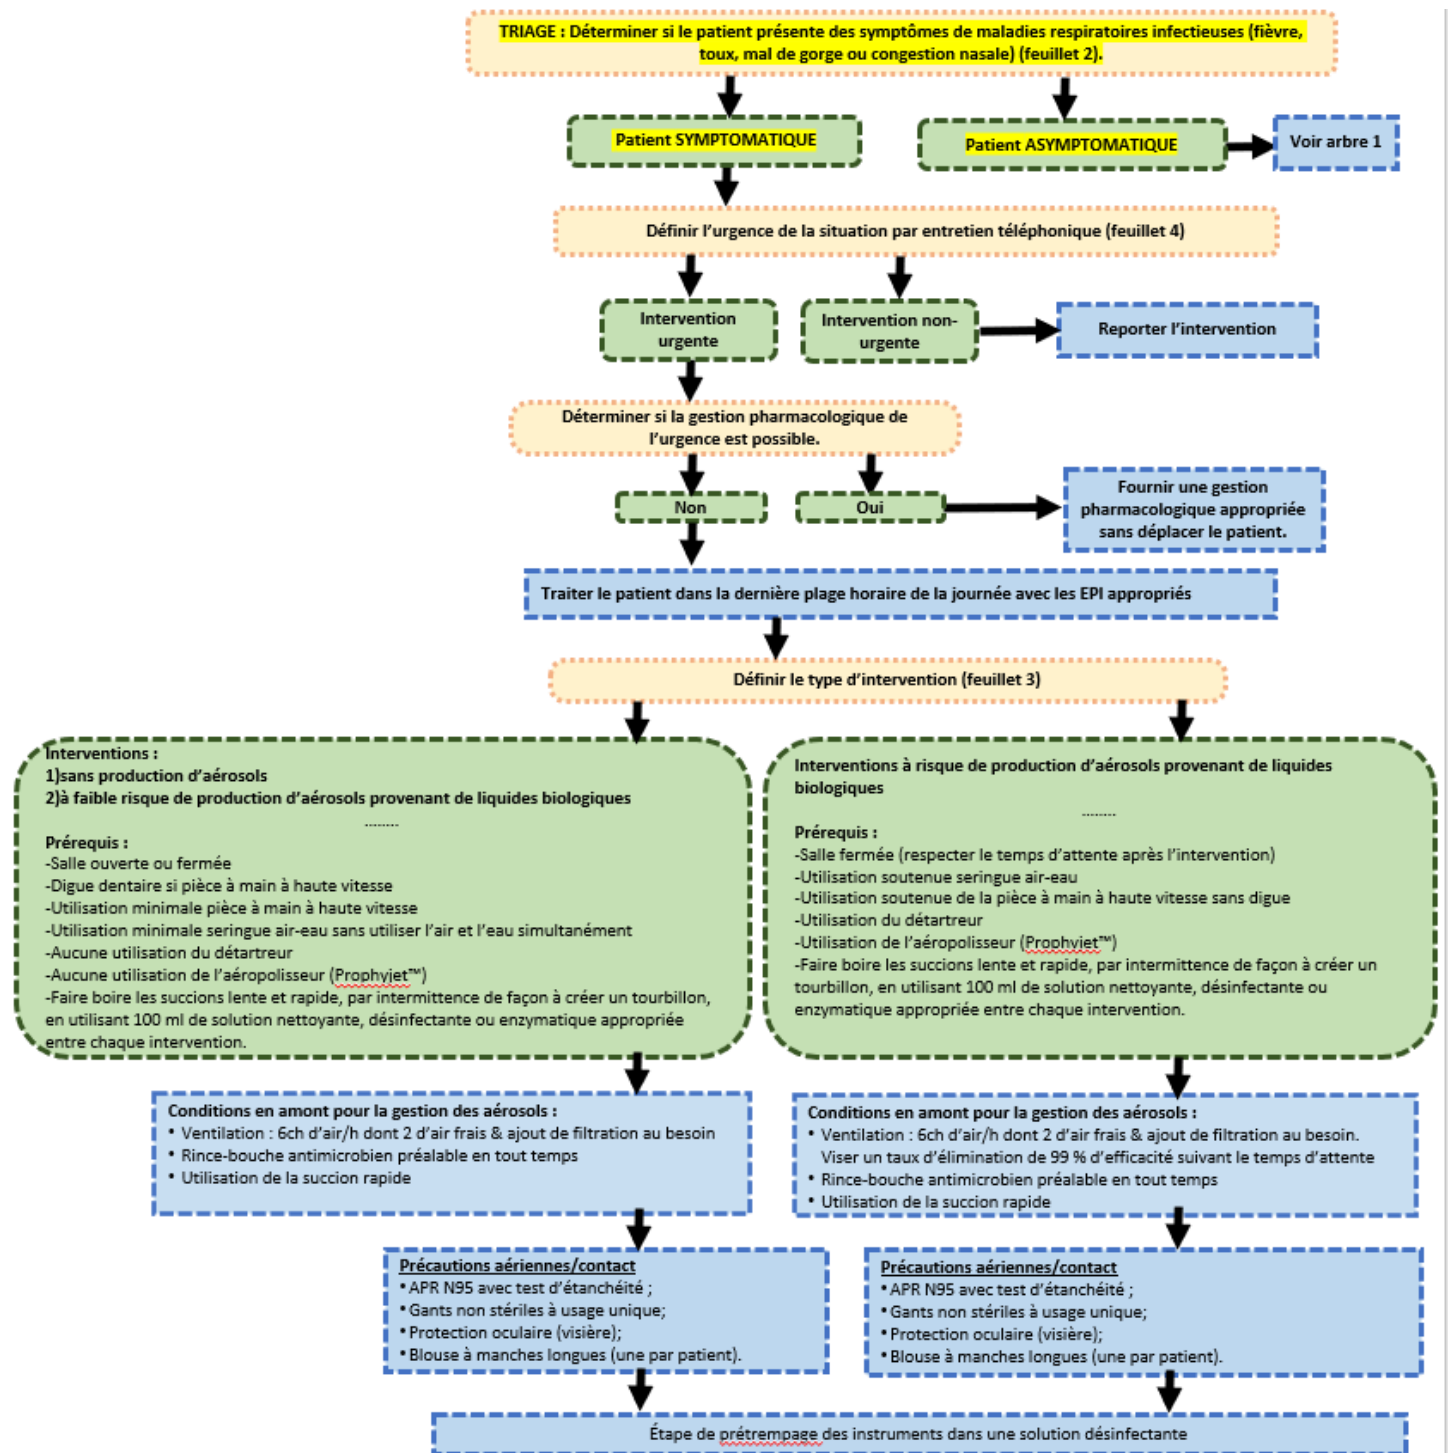 TRIAGE : Déterminer si le patient présente des symptômes de maladies respiratoires infectieuses (fièvre,
toux, mal de gorge ou congestion nasale) (feuillet 2).
Patient SYMPTOMATIQUE
Patient ASYMPTOMATIQUE
Voir arbre 1
Définir l'urgence de la situation par entretien téléphonique (feuillet 4)
Intervention
urgente
Intervention non-
urgente
Reporter l'intervention
Déterminer si la gestion pharmacologique de
l'urgence est possible.
Non
Oui
Fournir une gestion
pharmacologique appropriée
sans déplacer le patient.
Traiter le patient dans la dernière plage horaire de la journée avec les EPI appropriés
Définir le type d'intervention (feuillet 3)
Interventions :
1)sans production d'aérosols
2)à faible risque de production d'aérosols provenant de liquides biologiques
........
Prérequis :
-Salle ouverte ou fermée
-Digue dentaire si pièce à main à haute vitesse
-Utilisation minimale pièce à main à haute vitesse
-Utilisation minimale seringue air-eau sans utiliser l'air et l'eau simultanément
-Aucune utilisation du détartreur
-Aucune utilisation de l'aéropolisseur (Prophyjet™)
-Faire boire les succions lente et rapide, par intermittence de façon à créer un tourbillon,
en utilisant 100 ml de solution nettoyante, désinfectante ou enzymatique appropriée
entre chaque intervention.
Interventions à risque de production d'aérosols provenant de liquides
biologiques
........
Prérequis :
-Salle fermée (respecter le temps d'attente après l'intervention)
-Utilisation soutenue seringue air-eau
-Utilisation soutenue de la pièce à main à haute vitesse sans digue
-Utilisation du détartreur
-Utilisation de l'aéropolisseur (Prophyjet™)
-Faire boire les succions lente et rapide, par intermittence de façon à créer un
tourbillon, en utilisant 100 ml de solution nettoyante, désinfectante ou
enzymatique appropriée entre chaque intervention.
Conditions en amont pour la gestion des aérosols :
• Ventilation : 6ch d'air/h dont 2 d'air frais & ajout de filtration au besoin
• Rince-bouche antimicrobien préalable en tout temps
• Utilisation de la succion rapide
Conditions en amont pour la gestion des aérosols :
• Ventilation : 6ch d'air/h dont 2 d'air frais & ajout de filtration au besoin.
Viser un taux d'élimination de 99 % d'efficacité suivant le temps d'attente
• Rince-bouche antimicrobien préalable en tout temps
• Utilisation de la succion rapide
Précautions aériennes/contact
• APR N95 avec test d'étanchéité ;
• Gants non stériles à usage unique;
• Protection oculaire (visière);
• Blouse à manches longues (une par patient).
Précautions aériennes/contact
• APR N95 avec test d'étanchéité ;
• Gants non stériles à usage unique;
• Protection oculaire (visière);
• Blouse à manches longues (une par patient).
Étape de prétrempage des instruments dans une solution désinfectante